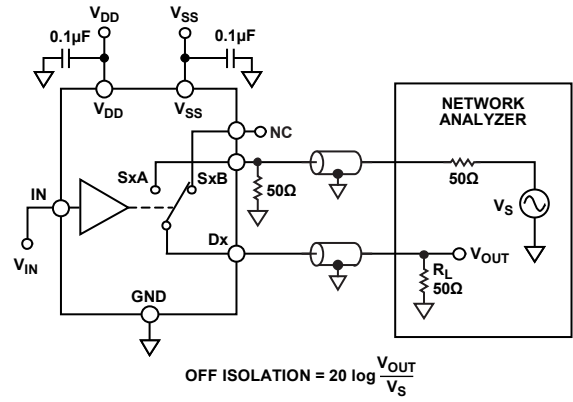 VDD
VSS
0.1µF
0.1µF
VDD
VSS
NC
NETWORK
ANALYZER
SxA
SxB
50Ω
50Ω
IN
VS
VIN
Dx
VOUT
RL
50Ω
GND
OFF ISOLATION = 20 log VOUT
VS